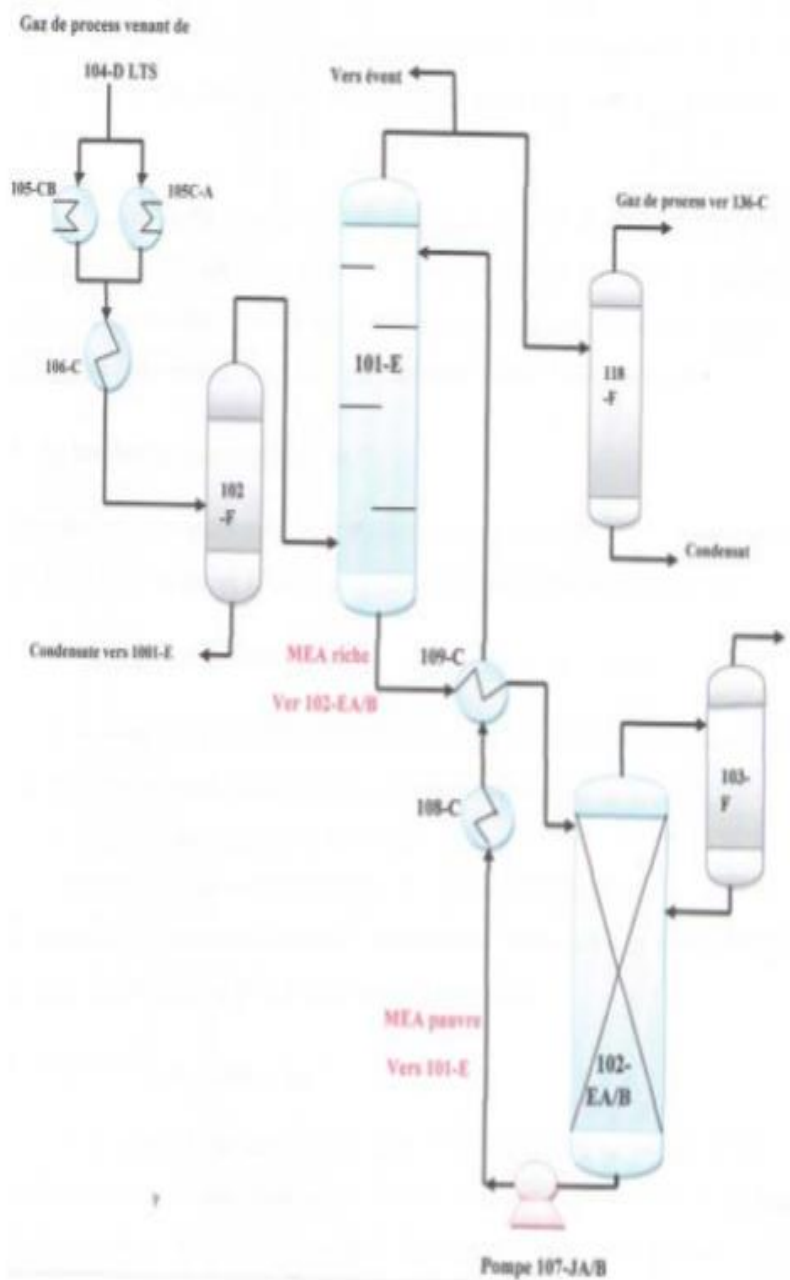 Gaz de process venant de
104-D LTS
Vers évent
105-CB
105C-A
Gaz de process ver 136-C
106-C
101-E
118
-F
102
-F
Condensat
Condensate vers 1001-E
MEA riche
109-C
Ver 102-EA/B
103-
F
108-C
MEA pauvre
Vers 101-E
102-
EA/B
Pompe 107-JA/B